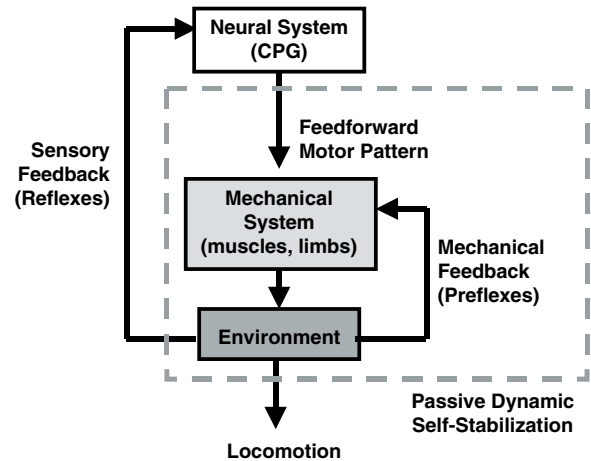 Neural System
(CPG)
Feedforward
Motor Pattern
Sensory
Feedback
(Reflexes)
Mechanical
System
(muscles, limbs)
Mechanical
Feedback
(Preflexes)
Environment
Passive Dynamic
Self-Stabilization
Locomotion